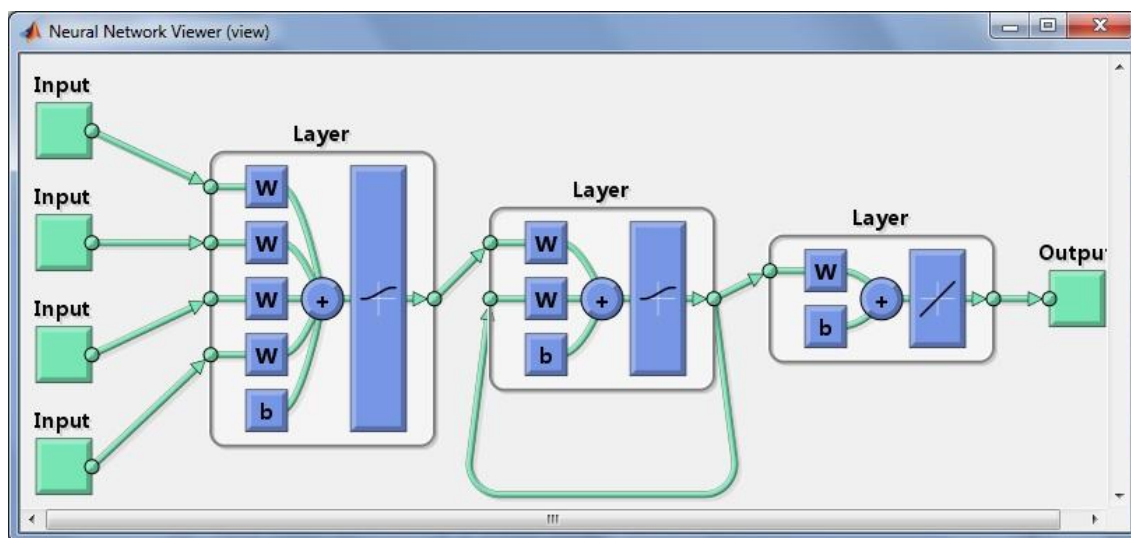 Neural Network Viewer (view)
Input
Input
Input
Input
Layer
W
W
W
W
b
+
Layer
W
W
b
+
Layer
W
b
+
Output